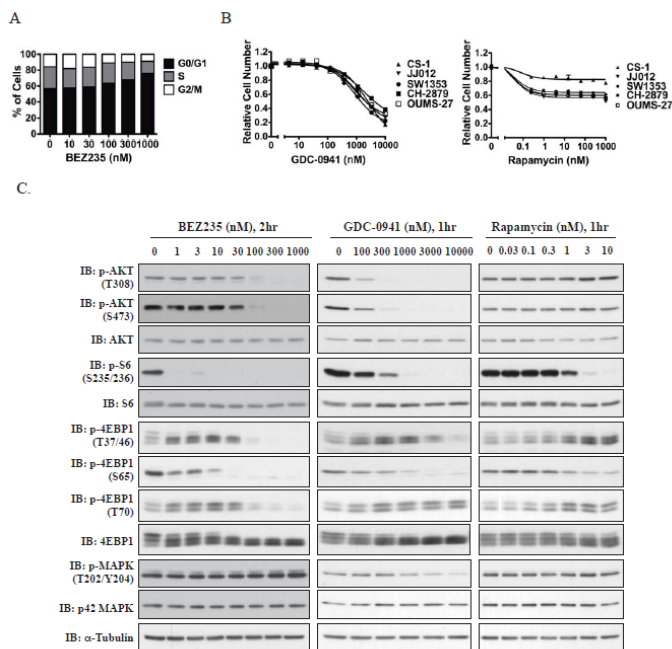 A
B
100
80
60
40
20
0
% of Cells
G0/G1
S
G2/M
0 10 30 100 300 1000
BEZ235 (nM)
Relative Cell Number
1.2
1.0
0.8
0.6
0.4
0.2
0.0
0 1 10 100 1000 10000
GDC-0941 (nM)
CS-1
JJ012
SW1353
CH-2879
OUMS-27
Relative Cell Number
1.2
1.0
0.8
0.6
0.4
0.2
0.0
0 0.1 1 10 100 1000
Rapamycin (nM)
CS-1
JJ012
SW1353
CH-2879
OUMS-27
C.
BEZ235 (nM), 2hr GDC-0941 (nM), 1hr Rapamycin (nM), 1hr
0 1 3 10 30 100 300 1000 0 100 300 1000 3000 10000 0 0.03 0.1 0.3 1 3 10
IB: p-AKT
(T308)
IB: p-AKT
(S473)
IB: AKT
IB: p-S6
(S235/236)
IB: S6
IB: p-4EBP1
(T37/46)
IB: p-4EBP1
(S65)
IB: p-4EBP1
(T70)
IB: 4EBP1
IB: p-MAPK
(T202/Y204)
IB: p42 MAPK
IB: α-Tubulin